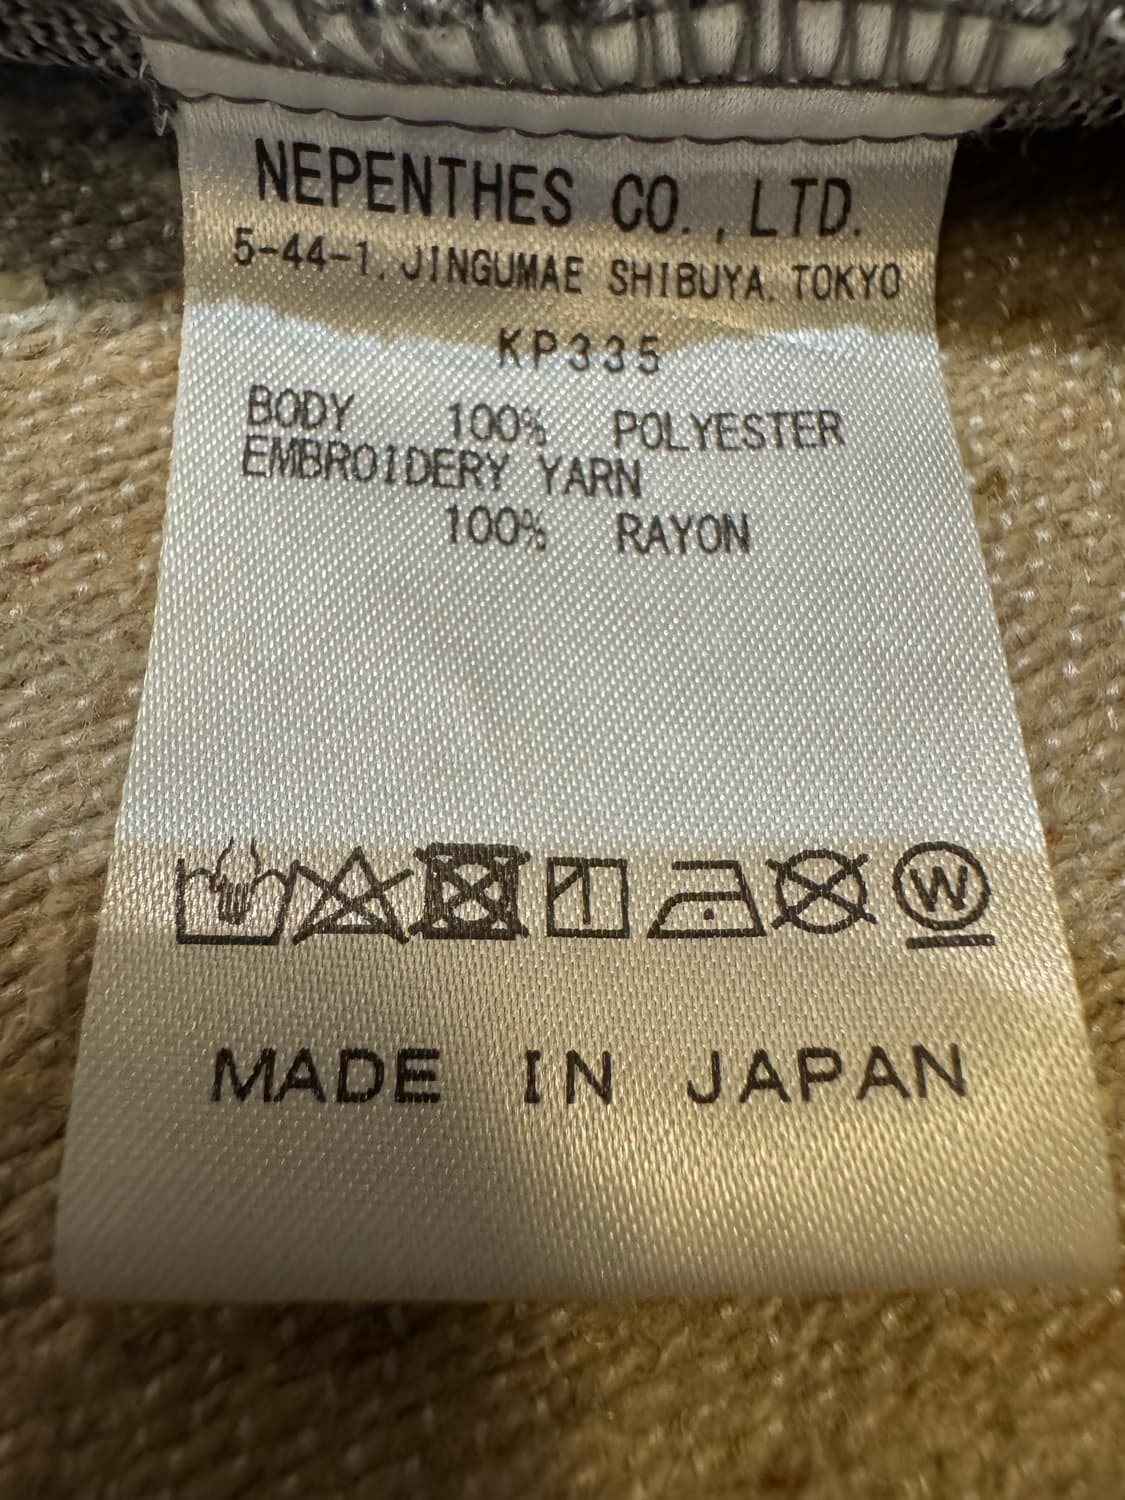 NEPENTHES CO., LTD.
5-44-1, JINGUMAE SHIBUYA, TOKYO
KP335
BODY 100% POLYESTER
EMBROIDERY YARN
100% RAYON
W
MADE IN JAPAN